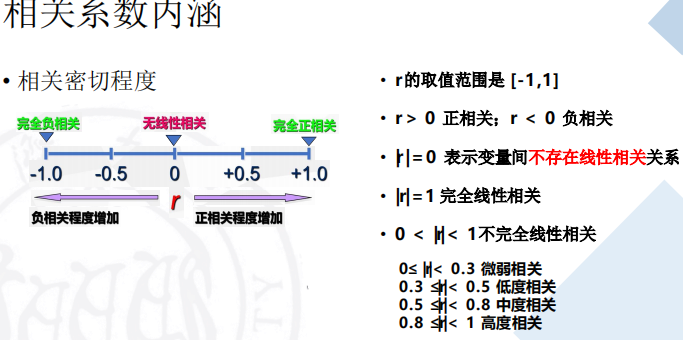 相关系数内涵
• 相关密切程度
完全负相关 无线性相关 完全正相关
-1.0 -0.5 0 +0.5 +1.0
负相关程度增加 r 正相关程度增加
• r的取值范围是 [-1,1]
• r> 0 正相关；r < 0 负相关
• |r|=0 表示变量间不存在线性相关关系
• |r|=1 完全线性相关
• 0 < |r|< 1不完全线性相关
0≤ |r|< 0.3 微弱相关
0.3 ≤|r|< 0.5 低度相关
0.5 ≤|r|< 0.8 中度相关
0.8 ≤|r|< 1 高度相关